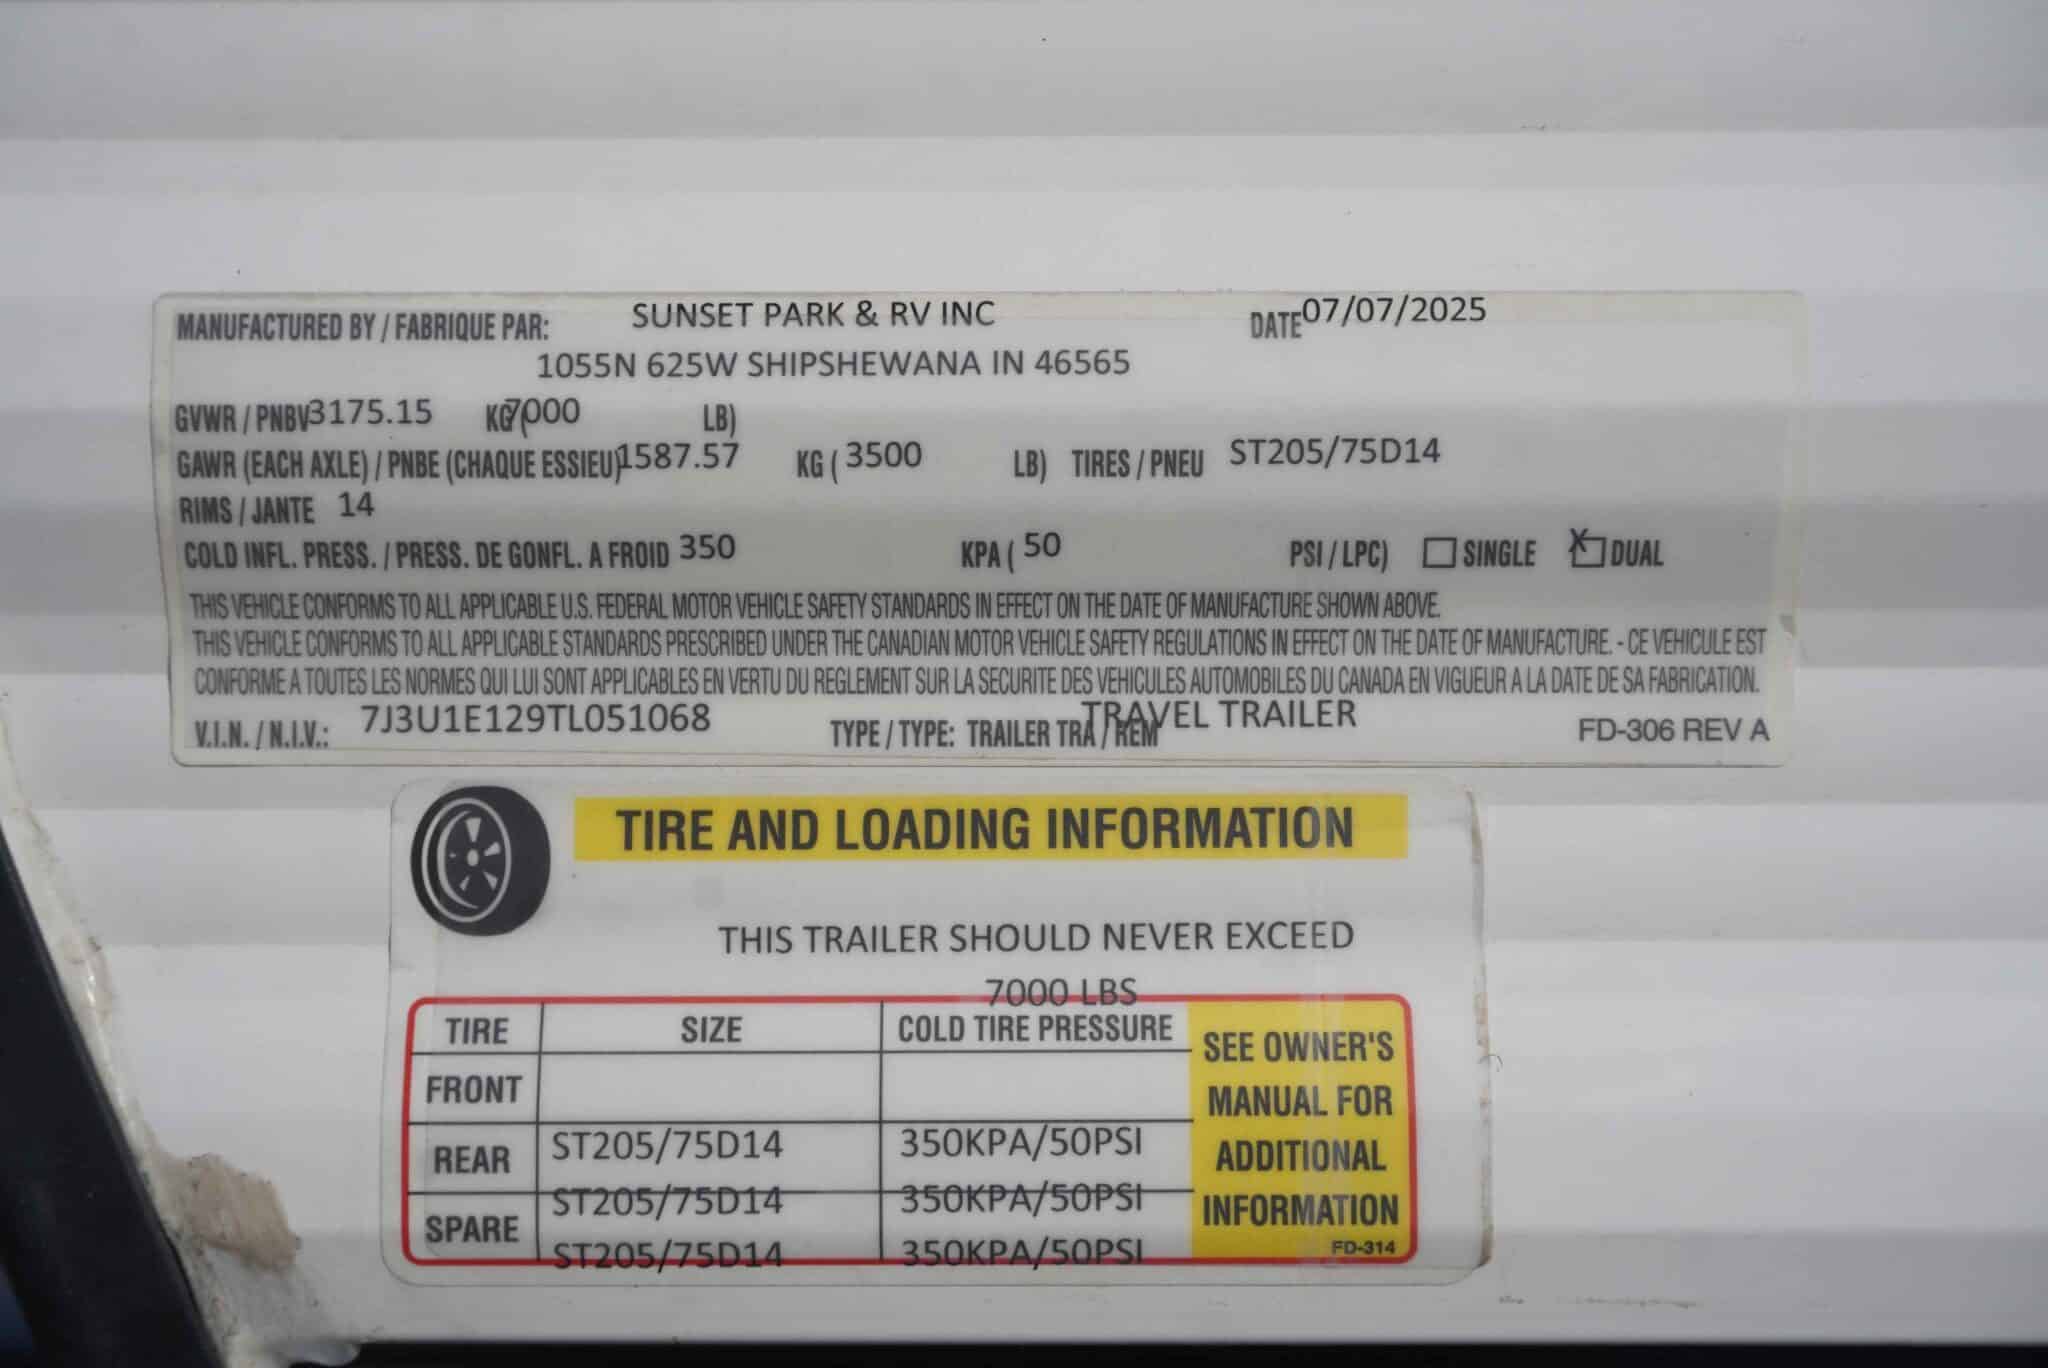 MANUFACTURED BY / FABRIQUE PAR: SUNSET PARK & RV INC DATE 07/07/2025
1055N 625W SHIPSHEWANA IN 46565
GVWR / PNBV 3175.15 KG ( 7000 LB)
GAWR (EACH AXLE) / PNBE (CHAQUE ESSIEU) 1587.57 KG ( 3500 LB) TIRES / PNEU ST205/75D14
RIMS / JANTE 14
COLD INFL. PRESS. / PRESS. DE GONFL. A FROID 350 KPA ( 50 PSI / LPC) SINGLE X DUAL
THIS VEHICLE CONFORMS TO ALL APPLICABLE U.S. FEDERAL MOTOR VEHICLE SAFETY STANDARDS IN EFFECT ON THE DATE OF MANUFACTURE SHOWN ABOVE.
THIS VEHICLE CONFORMS TO ALL APPLICABLE STANDARDS PRESCRIBED UNDER THE CANADIAN MOTOR VEHICLE SAFETY REGULATIONS IN EFFECT ON THE DATE OF MANUFACTURE. - CE VEHICULE EST
CONFORME A TOUTES LES NORMES QUI LUI SONT APPLICABLES EN VERTU DU REGLEMENT SUR LA SECURITE DES VEHICULES AUTOMOBILES DU CANADA EN VIGUEUR A LA DATE DE SA FABRICATION.
V.I.N. / N.I.V.: 7J3U1E129TL051068 TYPE / TYPE: TRAILER TRA / REM TRAVEL TRAILER FD-306 REV A
TIRE AND LOADING INFORMATION
THIS TRAILER SHOULD NEVER EXCEED
7000 LBS
TIRE SIZE COLD TIRE PRESSURE
FRONT
REAR ST205/75D14 350KPA/50PSI
ST205/75D14 350KPA/50PSI
SPARE
ST205/75D14 350KPA/50PSI
SEE OWNER'S
MANUAL FOR
ADDITIONAL
INFORMATION
FD-314